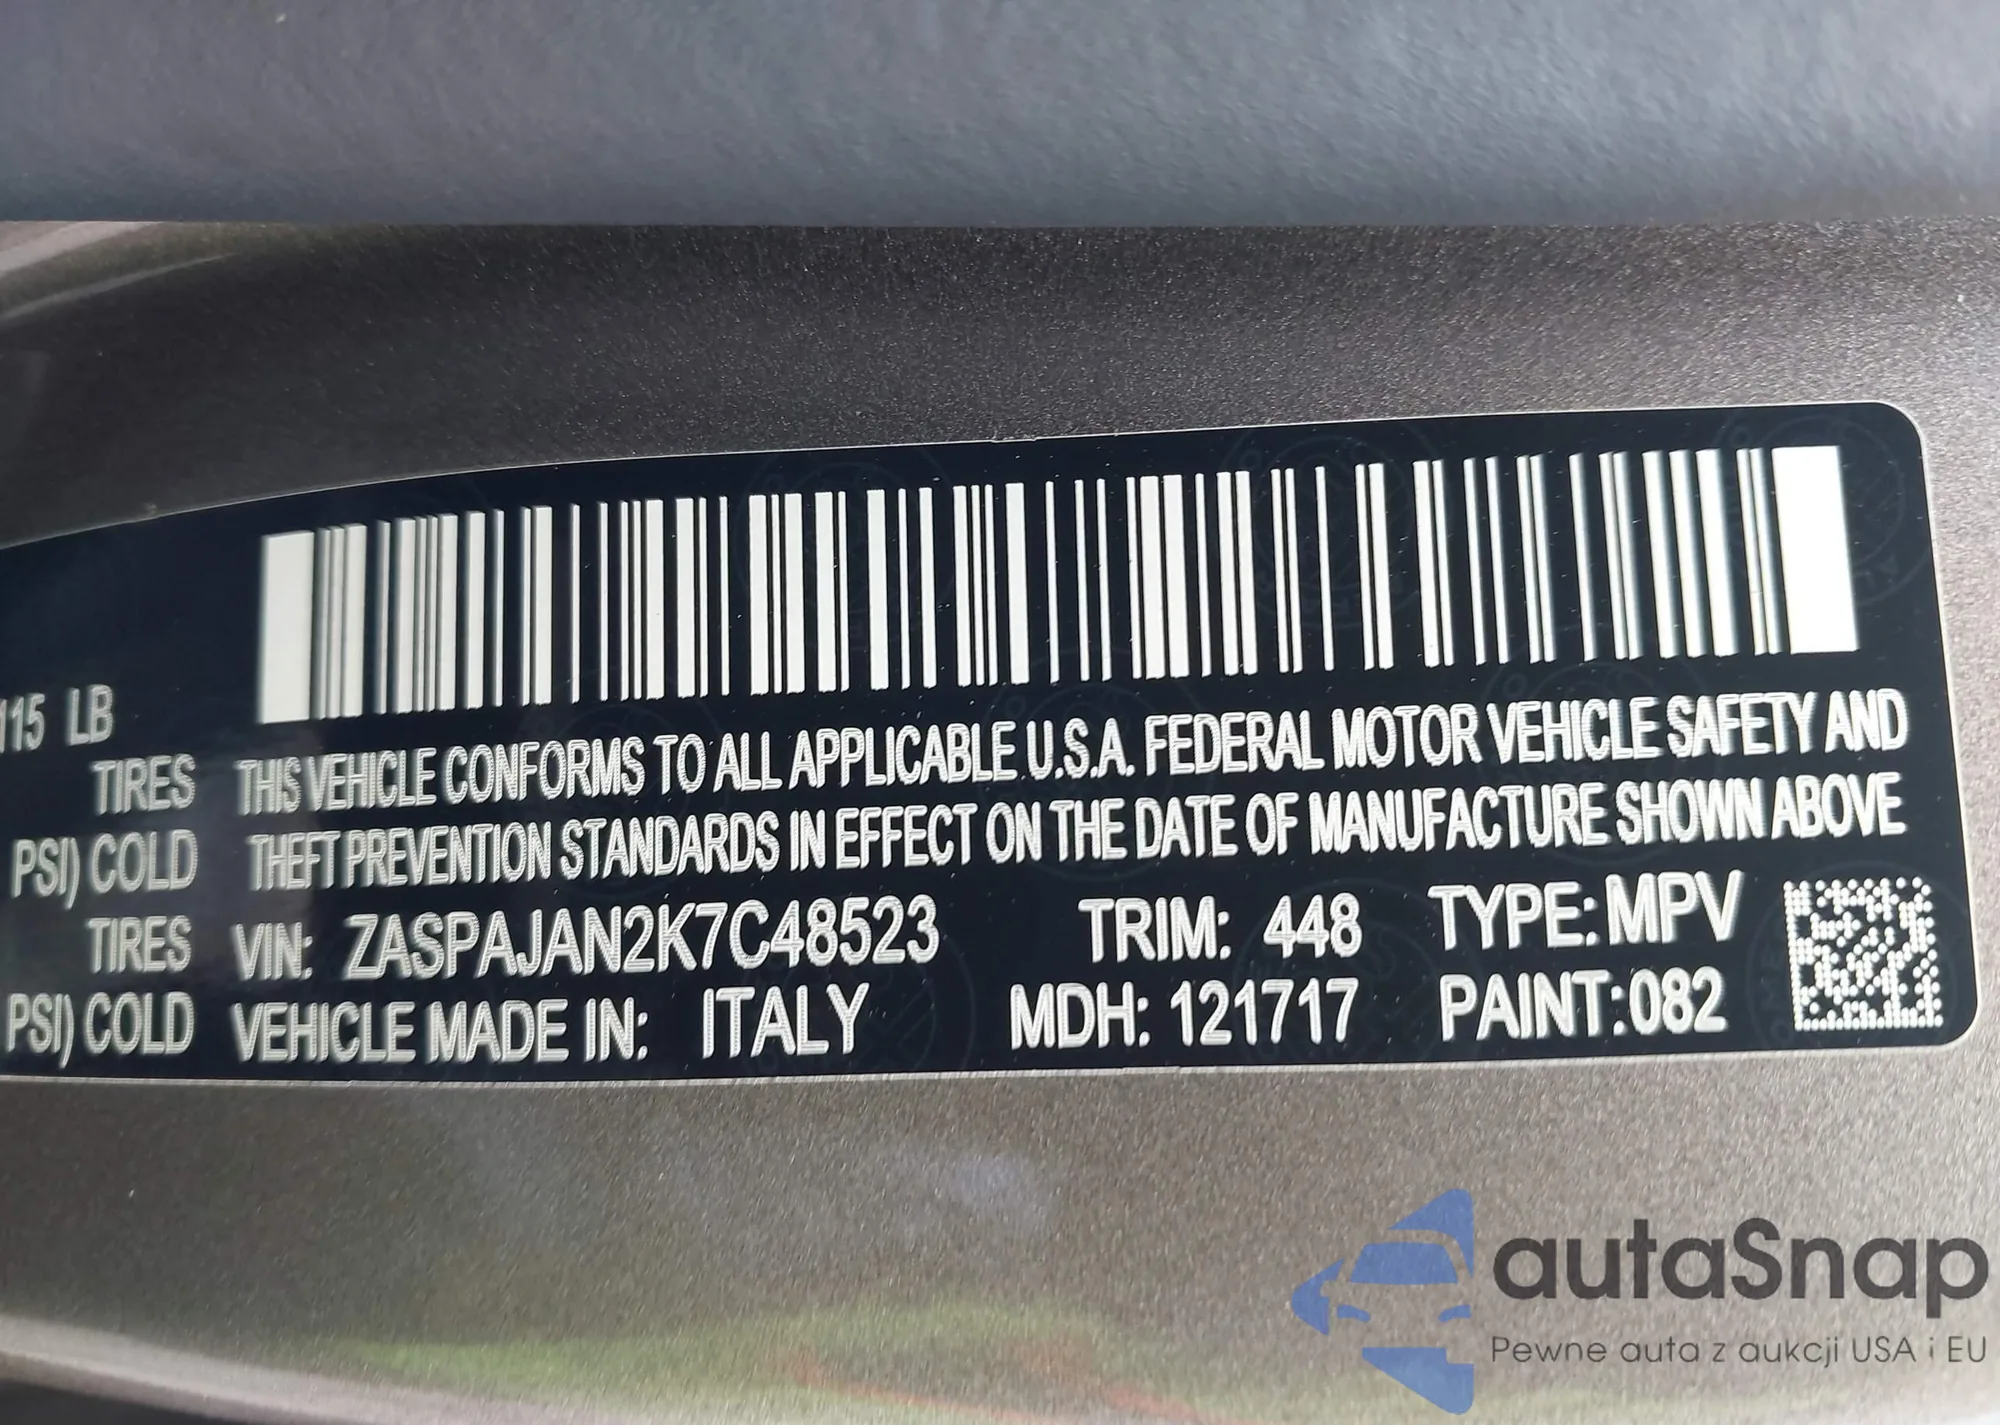 115 LB
TIRES
PSI) COLD
TIRES
PSI) COLD
THIS VEHICLE CONFORMS TO ALL APPLICABLE U.S.A. FEDERAL MOTOR VEHICLE SAFETY AND
THEFT PREVENTION STANDARDS IN EFFECT ON THE DATE OF MANUFACTURE SHOWN ABOVE
VIN: ZASPAJAN2K7C48523 TRIM: 448 TYPE: MPV
VEHICLE MADE IN: ITALY MDH: 121717 PAINT: 082
autaSnap
Pewne auta z aukcji USA i EU